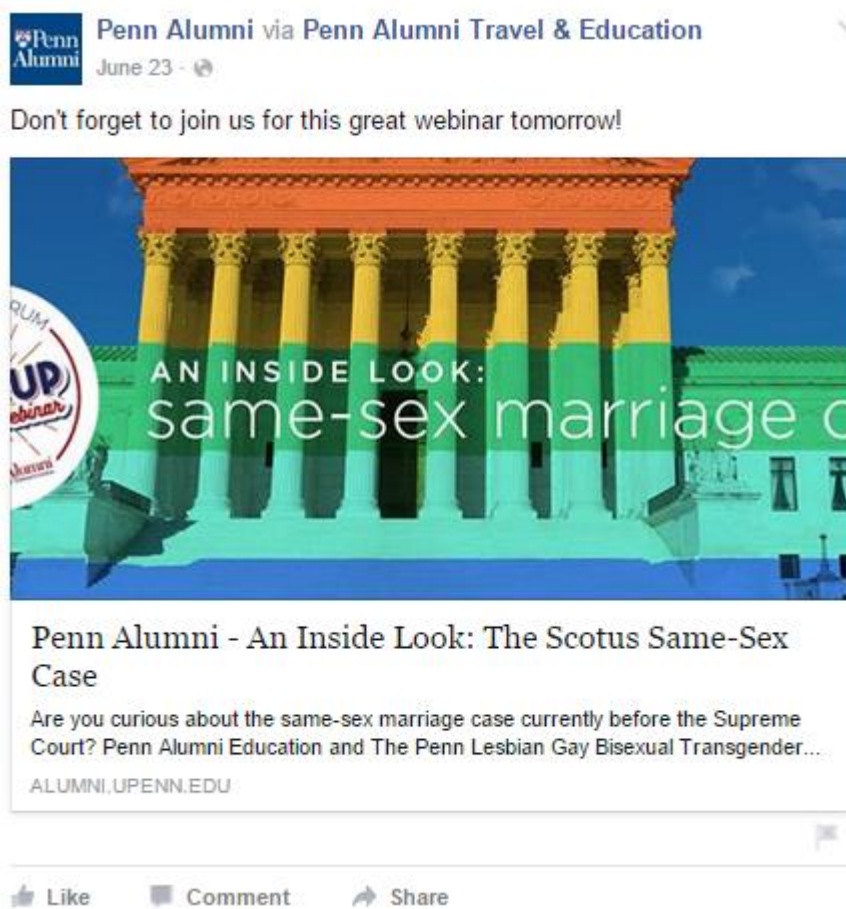 Penn
Alumni
Penn Alumni via Penn Alumni Travel & Education
June 23
Don't forget to join us for this great webinar tomorrow!
UP
AN INSIDE LOOK:
same-sex marriage
Penn Alumni - An Inside Look: The Scotus Same-Sex
Case
Are you curious about the same-sex marriage case currently before the Supreme
Court? Penn Alumni Education and The Penn Lesbian Gay Bisexual Transgender...
ALUMNI.UPENN.EDU
Like Comment Share